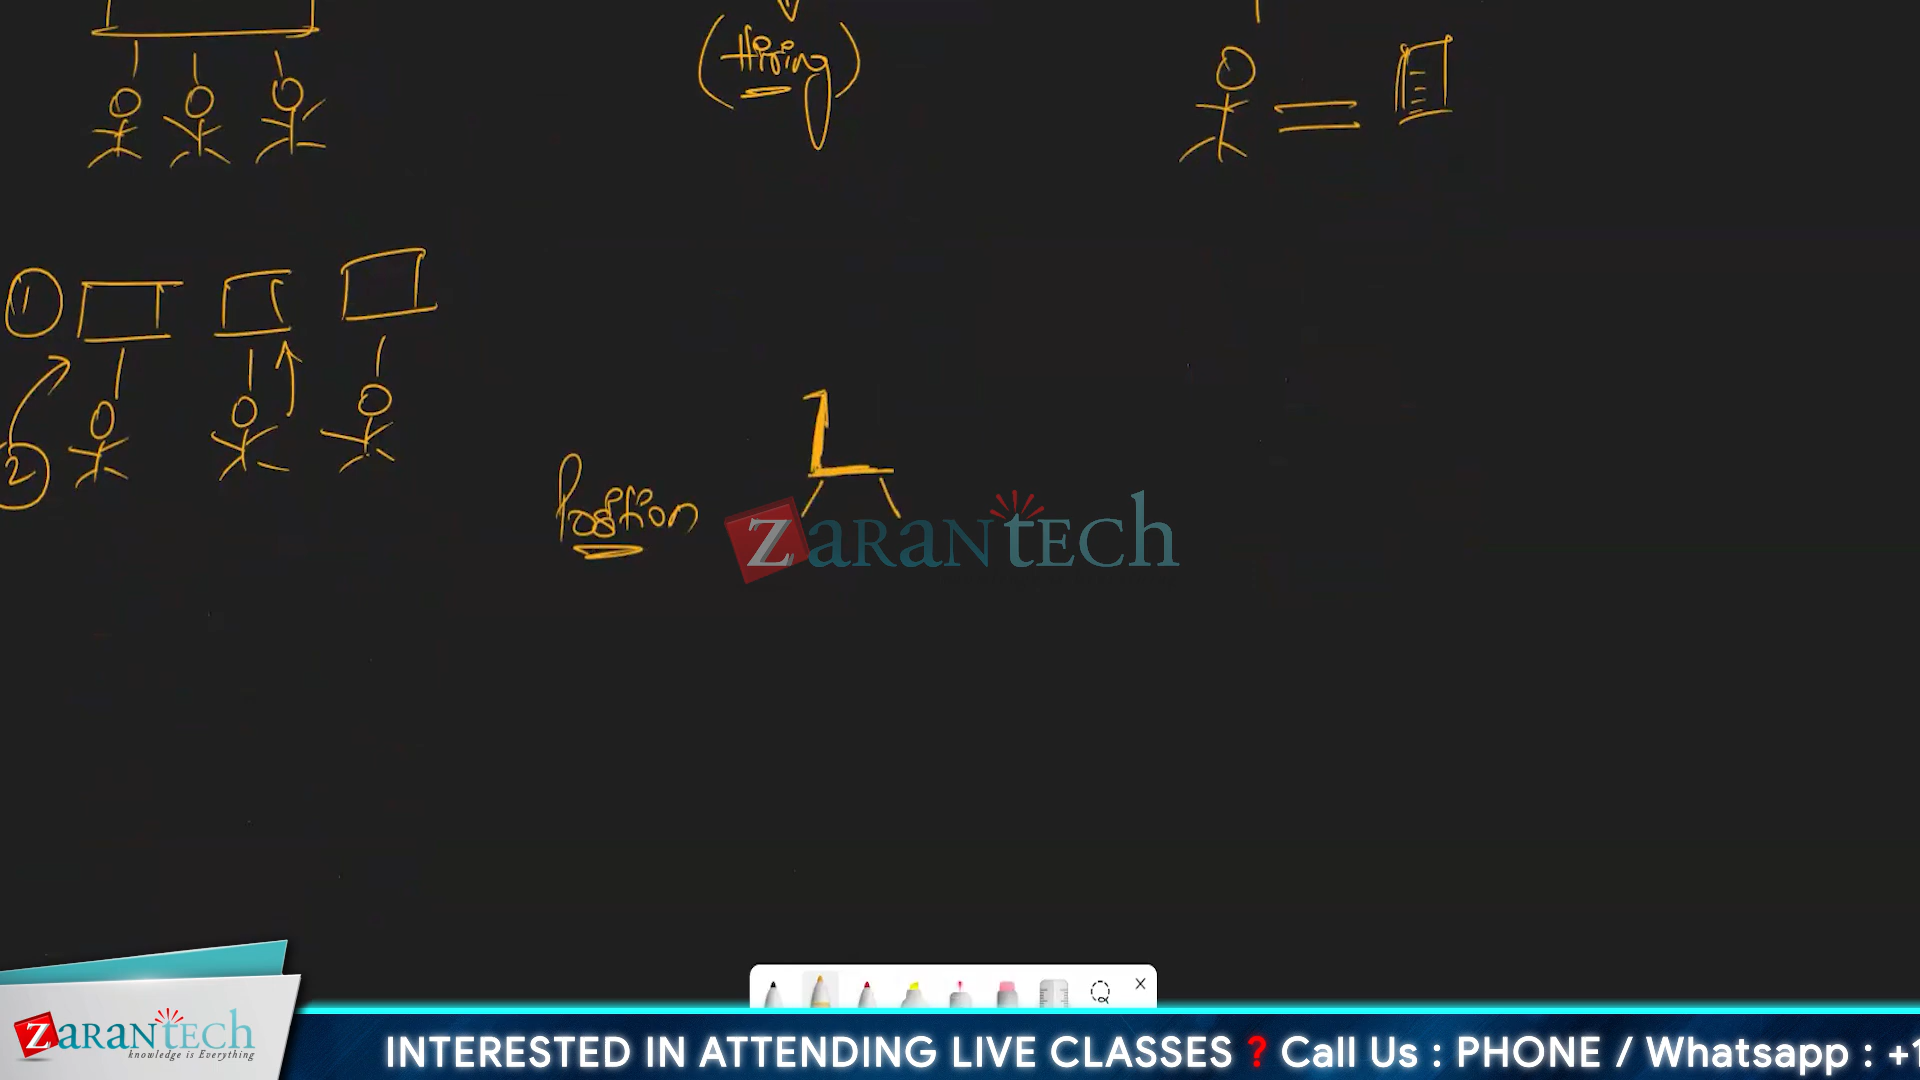 (Hiring)
1
2
Position
ZaranTech
ZaranTech
knowledge is Everything
INTERESTED IN ATTENDING LIVE CLASSES ❓ Call Us : PHONE / Whatsapp : +1